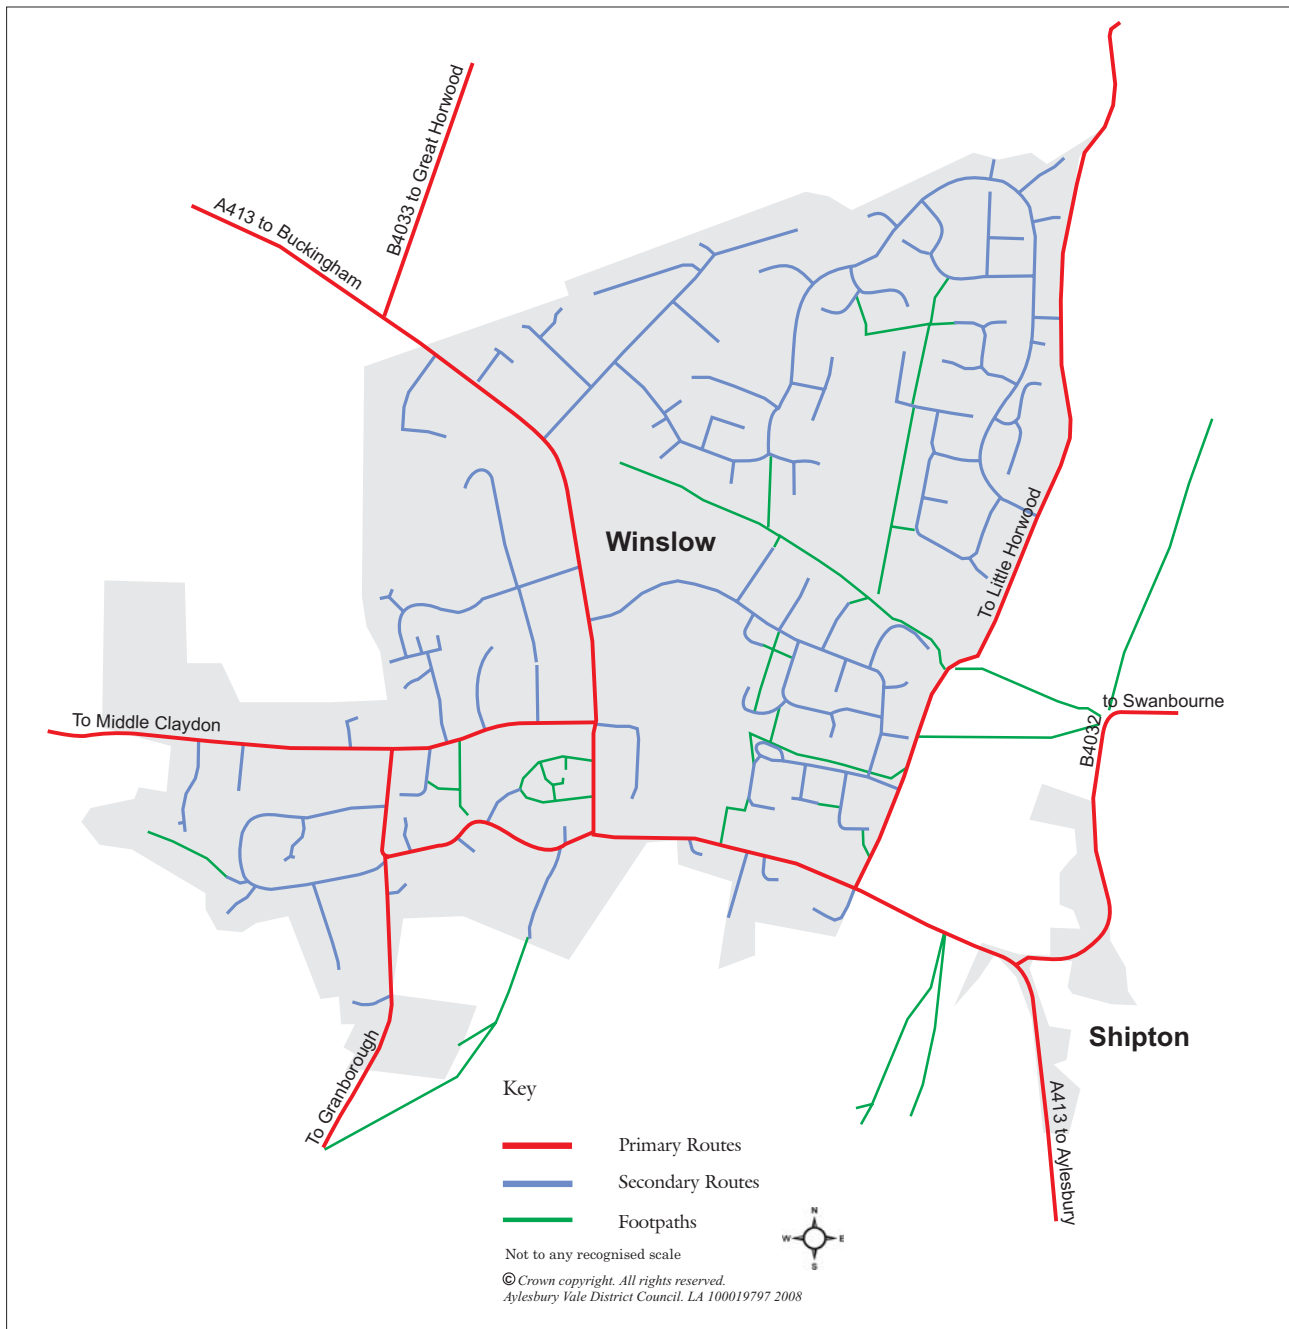 B4033 to Great Horwood
A413 to Buckingham
Winslow
To Little Horwood
To Middle Claydon
to Swanbourne
B4032
Shipton
To Granborough
A413 to Aylesbury
Key
Primary Routes
Secondary Routes
Footpaths
N
W E
S
Not to any recognised scale
© Crown copyright. All rights reserved.
Aylesbury Vale District Council. LA 100019797 2008